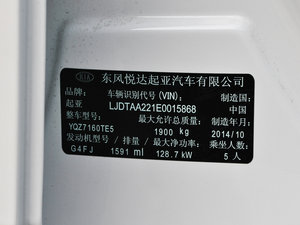 KIA 东风悦达起亚汽车有限公司
品牌: 车辆识别代号(VIN): 制造国:
起亚 LJDTAA221E0015868 中国
整车型号: 最大允许总质量: 制造年月:
YQZ7160TE5 1900 kg 2014/10
发动机型号/排量/最大净功率: 乘坐人数
G4FJ 1591 ml 128.7 kW 5 人